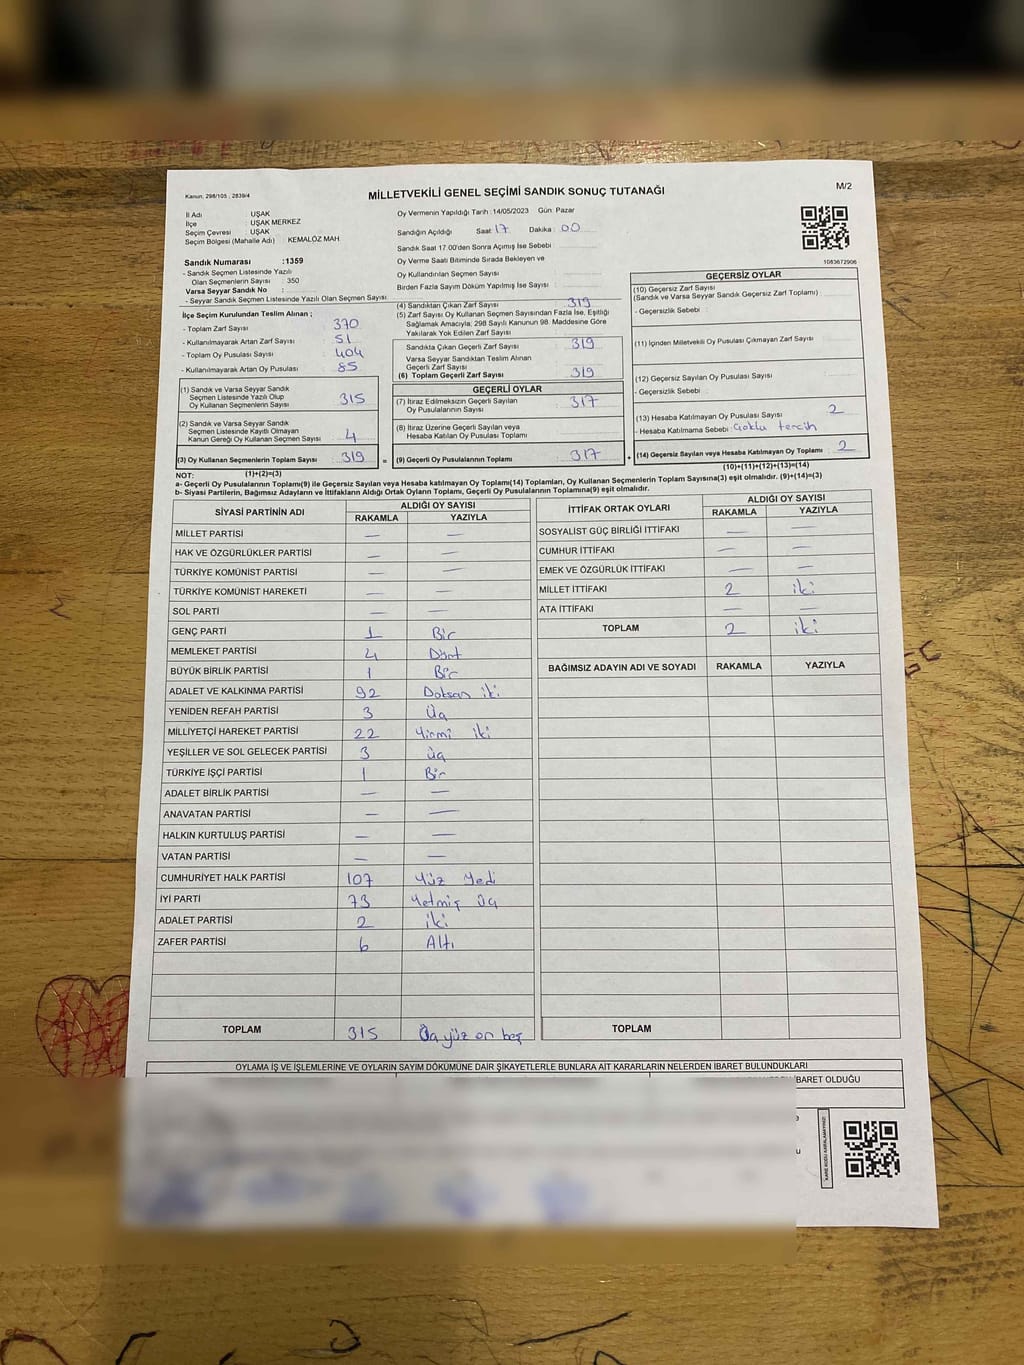 Kanun: 298/105 , 2839/4
MİLLETVEKİLİ GENEL SEÇİMİ SANDIK SONUÇ TUTANAĞI
M/2
İl Adı : UŞAK
İlçe : UŞAK MERKEZ
Seçim Çevresi : UŞAK
Seçim Bölgesi (Mahalle Adı) : KEMALÖZ MAH.
Oy Vermenin Yapıldığı Tarih : 14/05/2023 Gün: Pazar
Sandığın Açıldığı Saat : 17 Dakika : 00
Sandık Saat 17.00'den Sonra Açımış İse Sebebi :
Oy Verme Saati Bitiminde Sırada Bekleyen ve
Oy Kullandırılan Seçmen Sayısı :
Birden Fazla Sayım Döküm Yapılmış İse Sayısı :
Sandık Numarası : 1359
- Sandık Seçmen Listesinde Yazılı
Olan Seçmenlerin Sayısı : 350
Varsa Seyyar Sandık No :
- Seyyar Sandık Seçmen Listesinde Yazılı Olan Seçmen Sayısı:
1083672906
İlçe Seçim Kurulundan Teslim Alınan ;
- Toplam Zarf Sayısı : 370
- Kullanılmayarak Artan Zarf Sayısı : 51
- Toplam Oy Pusulası Sayısı : 404
- Kullanılmayarak Artan Oy Pusulası : 85
(1) Sandık ve Varsa Seyyar Sandık
Seçmen Listesinde Yazılı Olup
Oy Kullanan Seçmenlerin Sayısı : 315
(2) Sandık ve Varsa Seyyar Sandık
Seçmen Listesinde Kayıtlı Olmayan
Kanun Gereği Oy Kullanan Seçmen Sayısı : 4
(3) Oy Kullanan Seçmenlerin Toplam Sayısı : 319
(1)+(2)=(3)
(4) Sandıktan Çıkan Zarf Sayısı : 319
(5) Zarf Sayısı Oy Kullanan Seçmen Sayısından Fazla İse, Eşitliği
Sağlamak Amacıyla; 298 Sayılı Kanunun 98. Maddesine Göre
Yakılarak Yok Edilen Zarf Sayısı :
Sandıkta Çıkan Geçerli Zarf Sayısı : 319
Varsa Seyyar Sandıktan Teslim Alınan
Geçerli Zarf Sayısı :
(6) Toplam Geçerli Zarf Sayısı : 319
GEÇERLİ OYLAR
(7) İtiraz Edilmeksizin Geçerli Sayılan
Oy Pusulalarının Sayısı : 317
(8) İtiraz Üzerine Geçerli Sayılan veya
Hesaba Katılan Oy Pusulası Toplamı :
= (9) Geçerli Oy Pusulalarının Toplamı : 317 +
GEÇERSİZ OYLAR
(10) Geçersiz Zarf Sayısı
(Sandık ve Varsa Seyyar Sandık Geçersiz Zarf Toplamı) :
- Geçersizlik Sebebi :
(11) İçinden Milletvekili Oy Pusulası Çıkmayan Zarf Sayısı :
(12) Geçersiz Sayılan Oy Pusulası Sayısı :
- Geçersizlik Sebebi :
(13) Hesaba Katılmayan Oy Pusulası Sayısı : 2
- Hesaba Katılmama Sebebi : Çoklu tercih
(14) Geçersiz Sayılan veya Hesaba Katılmayan Oy Toplamı : 2
(10)+(11)+(12)+(13)=(14)
NOT:
a- Geçerli Oy Pusulalarının Toplamı(9) ile Geçersiz Sayılan veya Hesaba katılmayan Oy Toplamı(14) Toplamları, Oy Kullanan Seçmenlerin Toplam Sayısına(3) eşit olmalıdır. (9)+(14)=(3)
b- Siyasi Partilerin, Bağımsız Adayların ve İttifakların Aldığı Ortak Oyların Toplamı, Geçerli Oy Pusulalarının Toplamına(9) eşit olmalıdır.
SİYASİ PARTİNİN ADI ALDIĞI OY SAYISI
RAKAMLA YAZIYLA
MİLLET PARTİSİ — —
HAK VE ÖZGÜRLÜKLER PARTİSİ — —
TÜRKİYE KOMÜNİST PARTİSİ — —
TÜRKİYE KOMÜNİST HAREKETİ — —
SOL PARTİ — —
GENÇ PARTİ 1 Bir
MEMLEKET PARTİSİ 4 Dört
BÜYÜK BİRLİK PARTİSİ 1 Bir
ADALET VE KALKINMA PARTİSİ 92 Doksan iki
YENİDEN REFAH PARTİSİ 3 Üç
MİLLİYETÇİ HAREKET PARTİSİ 22 Yirmi iki
YEŞİLLER VE SOL GELECEK PARTİSİ 3 üç
TÜRKİYE İŞÇİ PARTİSİ 1 Bir
ADALET BİRLİK PARTİSİ — —
ANAVATAN PARTİSİ — —
HALKIN KURTULUŞ PARTİSİ — —
VATAN PARTİSİ — —
CUMHURİYET HALK PARTİSİ 107 Yüz Yedi
İYİ PARTİ 73 Yetmiş üç
ADALET PARTİSİ 2 iki
ZAFER PARTİSİ 6 Altı
TOPLAM 315 Üç yüz on beş
İTTİFAK ORTAK OYLARI ALDIĞI OY SAYISI
RAKAMLA YAZIYLA
SOSYALİST GÜÇ BİRLİĞİ İTTİFAKI — —
CUMHUR İTTİFAKI — —
EMEK VE ÖZGÜRLÜK İTTİFAKI — —
MİLLET İTTİFAKI 2 iki
ATA İTTİFAKI — —
TOPLAM 2 iki
BAĞIMSIZ ADAYIN ADI VE SOYADI RAKAMLA YAZIYLA
TOPLAM
OYLAMA İŞ VE İŞLEMLERİNE VE OYLARIN SAYIM DÖKÜMÜNE DAİR ŞİKAYETLERLE BUNLARA AİT KARARLARIN NELERDEN İBARET BULUNDUKLARI
İBARET OLDUĞU